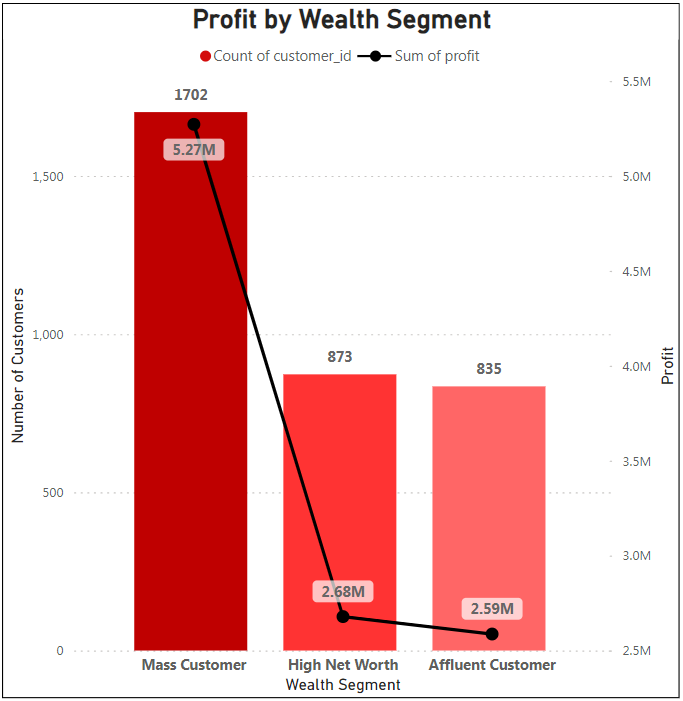 Profit by Wealth Segment
Count of customer_id Sum of profit
5.5M
1702
5.27M
1,500 5.0M
4.5M
1,000
873
835
4.0M
Number of Customers
Profit
3.5M
500
3.0M
2.68M
2.59M
0 2.5M
Mass Customer High Net Worth Affluent Customer
Wealth Segment